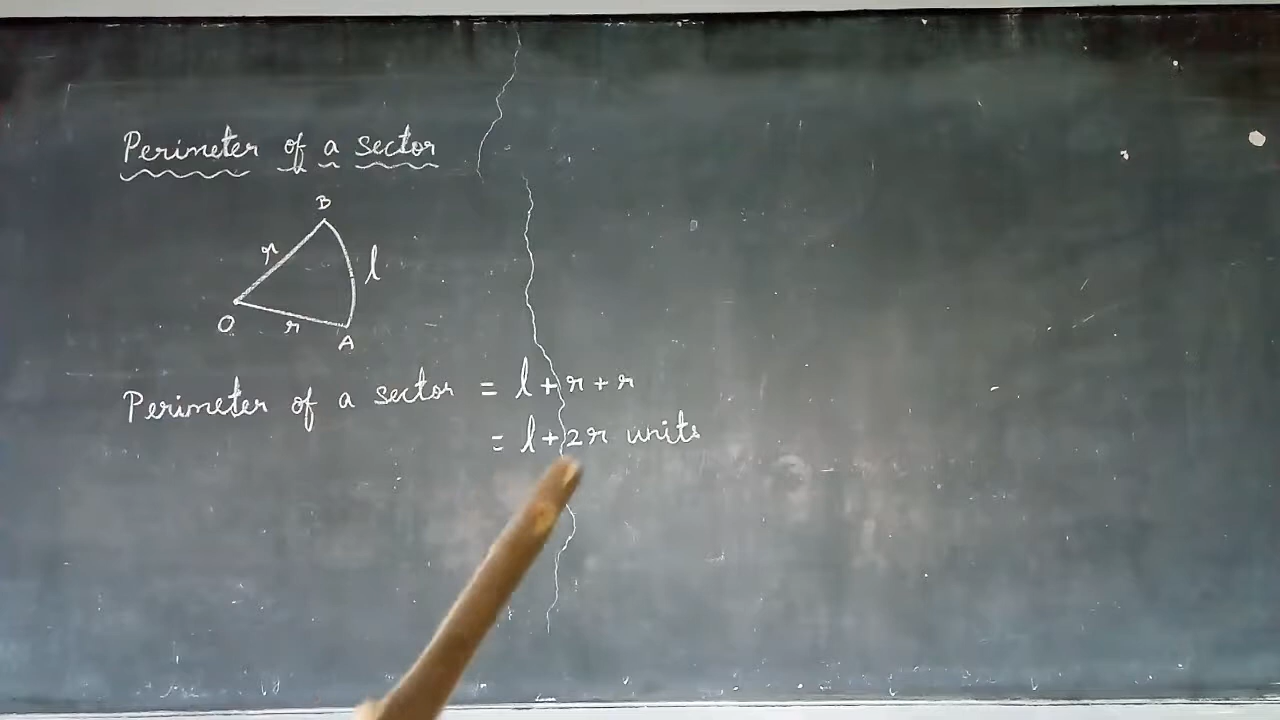 Perimeter of a sector
B
r
l
O
r
A
Perimeter of a sector = l + r + r
= l + 2r units